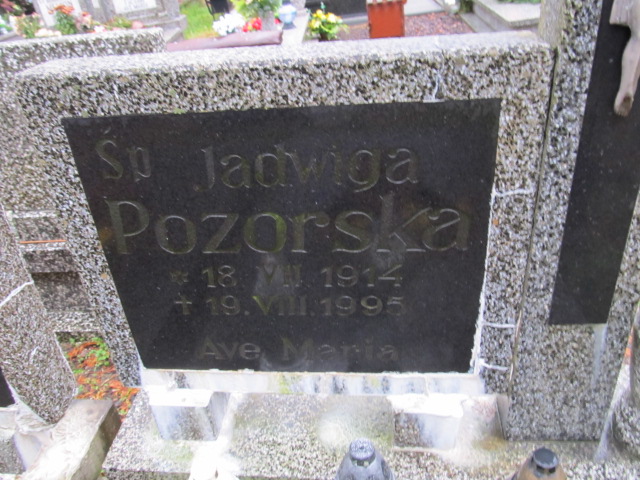 Śp Jadwiga
Pozorska
* 18 VII 1914
+ 19.VIII.1995
Ave Maria